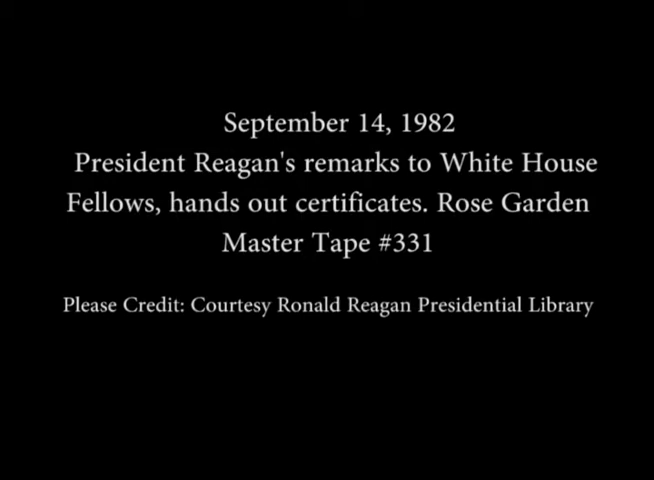 September 14, 1982
President Reagan's remarks to White House
Fellows, hands out certificates. Rose Garden
Master Tape #331
Please Credit: Courtesy Ronald Reagan Presidential Library